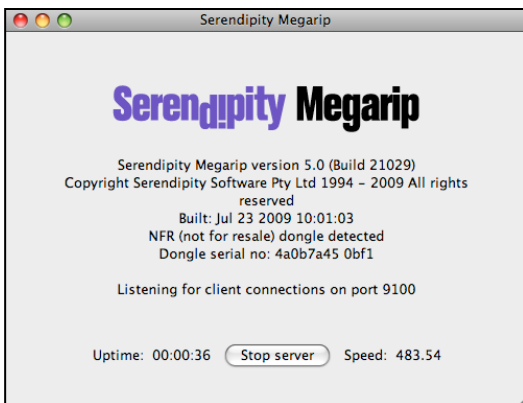 Serendipity Megarip
Serendipity Megarip
Serendipity Megarip version 5.0 (Build 21029)
Copyright Serendipity Software Pty Ltd 1994 – 2009 All rights
reserved
Built: Jul 23 2009 10:01:03
NFR (not for resale) dongle detected
Dongle serial no: 4a0b7a45 0bf1
Listening for client connections on port 9100
Uptime: 00:00:36 Stop server Speed: 483.54